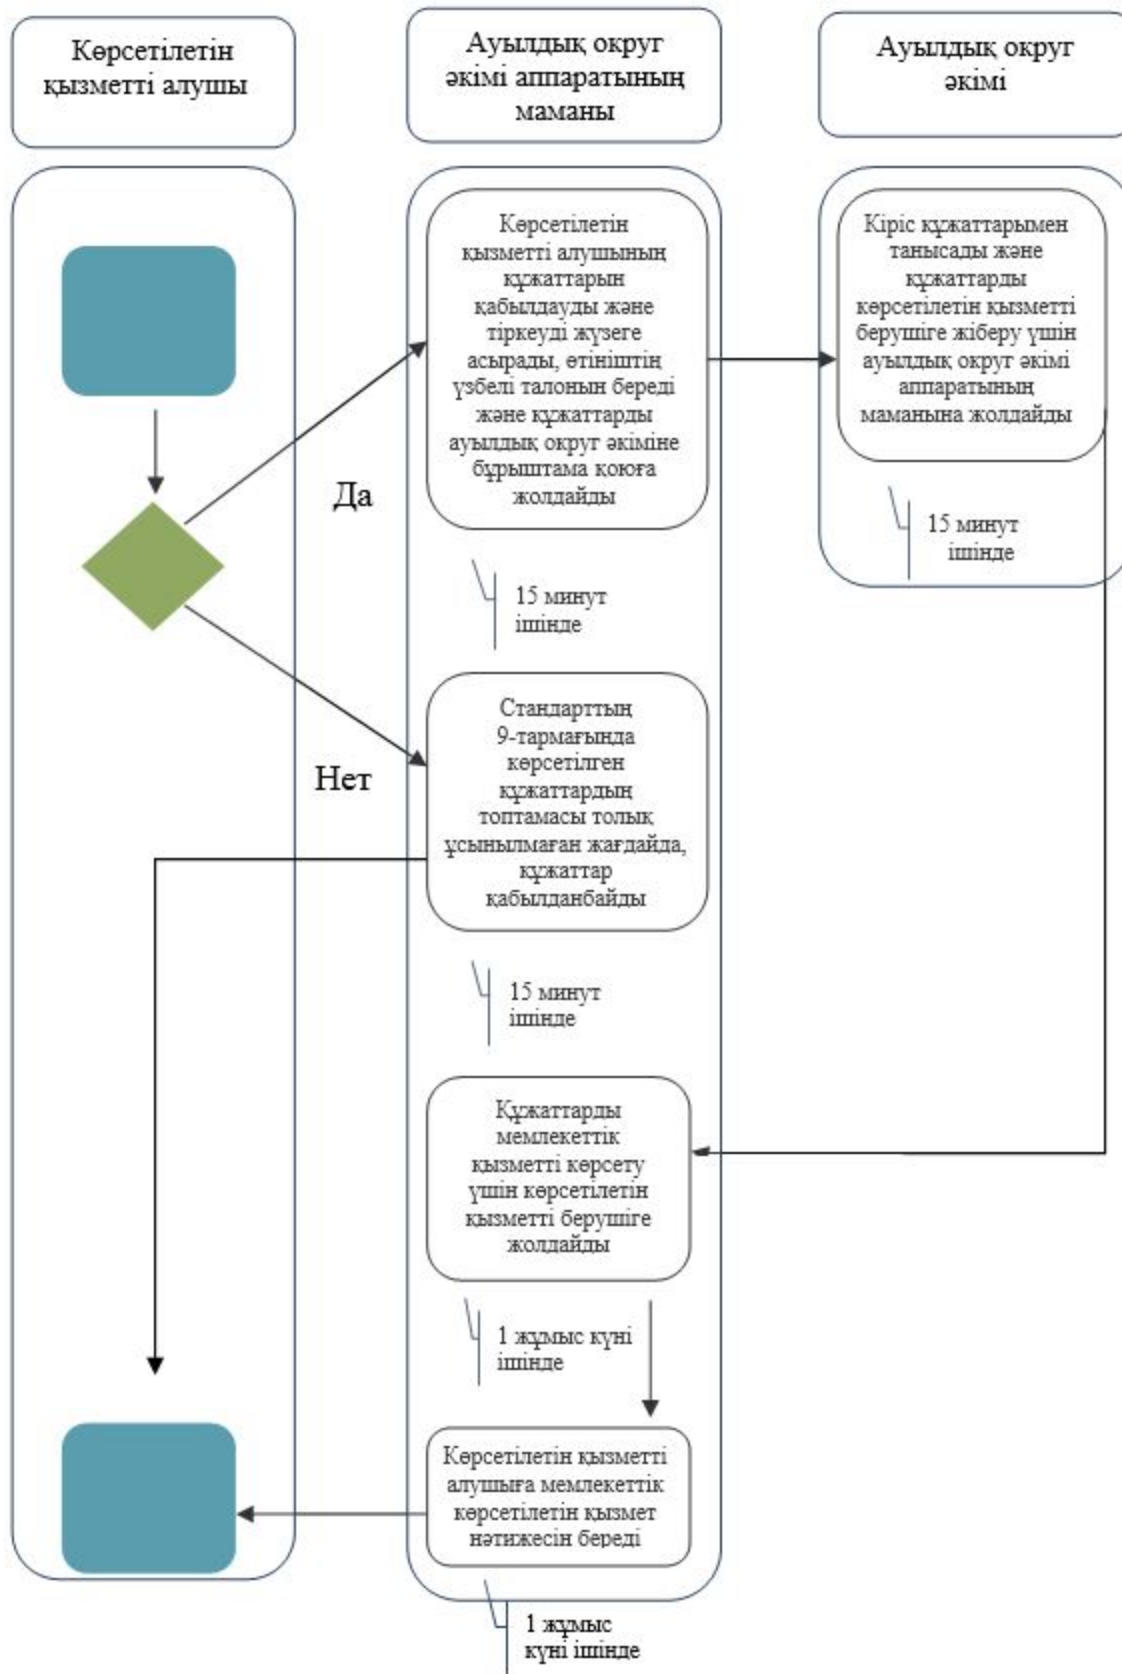 Көрсетілетін
қызметті алушы
Ауылдық округ
әкімі аппаратының
маманы
Ауылдық округ
әкімі
Көрсетілетін
қызметті алушының
құжаттарын
қабылдауды және
тіркеуді жүзеге
асырады, өтініштің
үзбелі талонын береді
және құжаттарды
ауылдық округ әкіміне
бұрыштама қоюға
жолдайды
Кіріс құжаттарымен
танысады және
құжаттарды
көрсетілетін қызметті
берушіге жіберу үшін
ауылдық округ әкімі
аппаратының
маманына жолдайды
Да
15 минут
ішінде
15 минут
ішінде
Нет
Стандарттың
9-тармағында
көрсетілген
құжаттардың
топтамасы толық
ұсынылмаған жағдайда,
құжаттар
қабылданбайды
15 минут
ішінде
Құжаттарды
мемлекеттік
қызметті көрсету
үшін көрсетілетін
қызметті берушіге
жолдайды
1 жұмыс күні
ішінде
Көрсетілетін қызметті
алушыға мемлекеттік
көрсетілетін қызмет
нәтижесін береді
1 жұмыс
күні ішінде